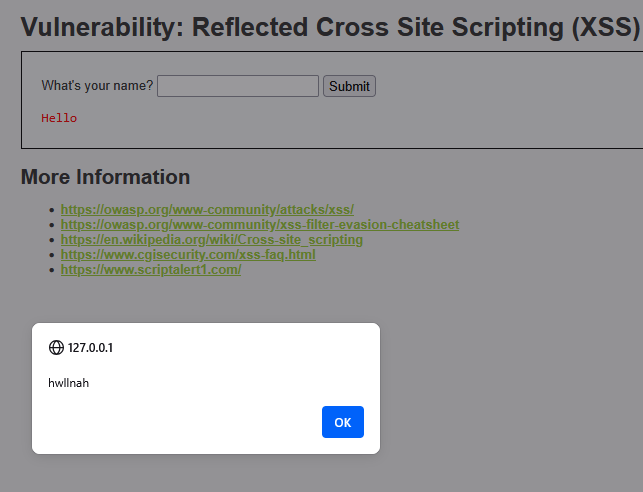 Vulnerability: Reflected Cross Site Scripting (XSS)
What's your name? Submit
Hello
More Information
https://owasp.org/www-community/attacks/xss/
https://owasp.org/www-community/xss-filter-evasion-cheatsheet
https://en.wikipedia.org/wiki/Cross-site_scripting
https://www.cgisecurity.com/xss-faq.html
https://www.scriptalert1.com/
127.0.0.1
hwllnah
OK